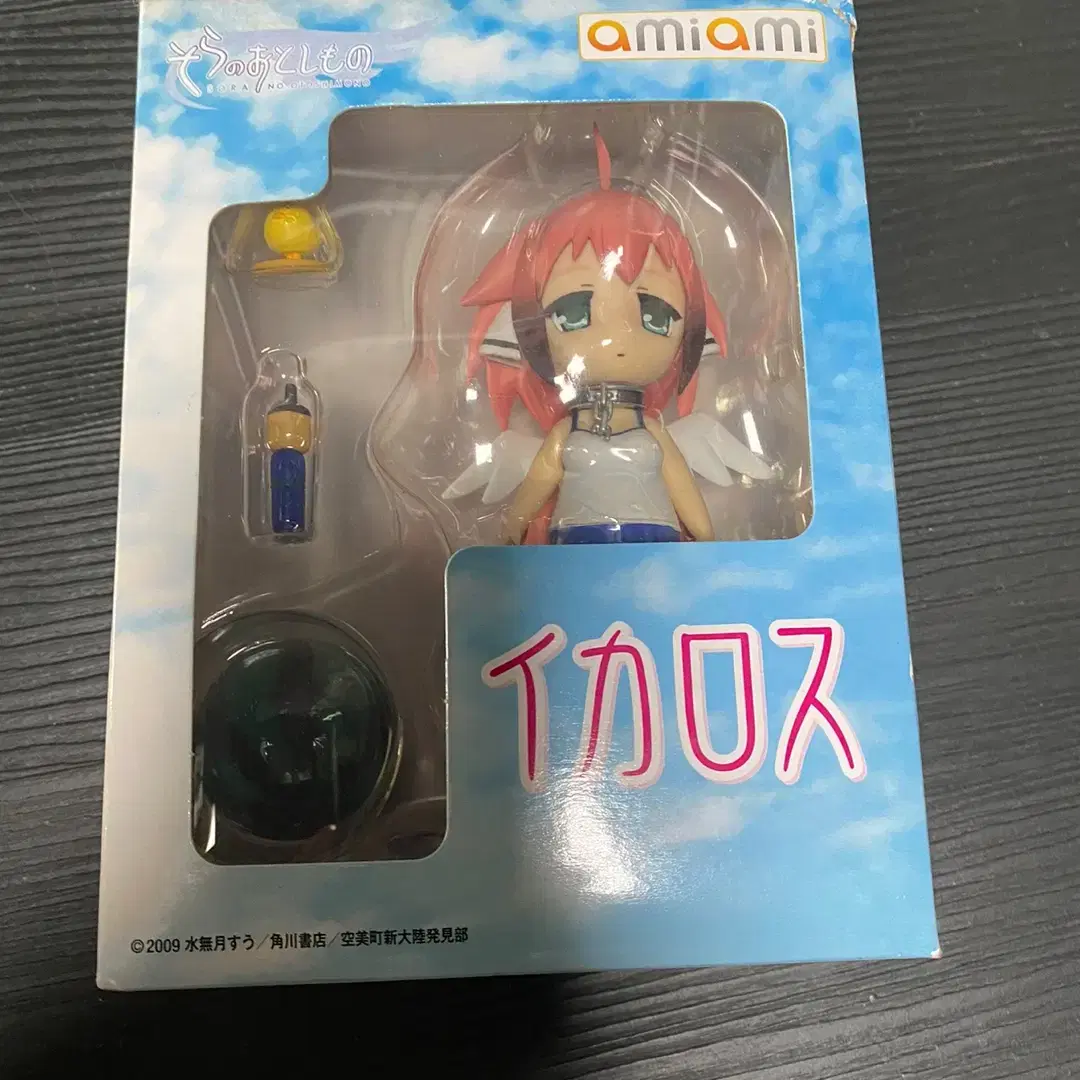 そらのおとしもの
SORA NO OTOSHIMONO
amiami
イカロス
©2009 水無月すう/角川書店/空美町新大陸発見部